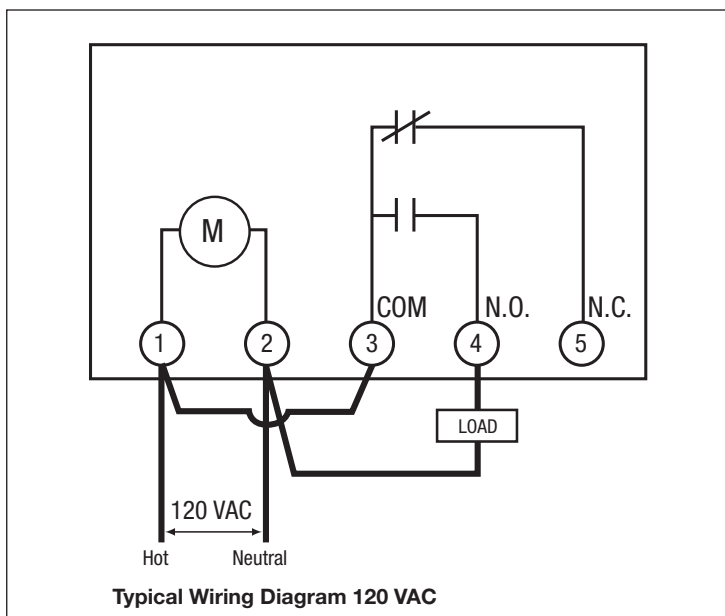 M
COM
N.O.
N.C.
1
2
3
4
5
LOAD
120 VAC
Hot
Neutral
Typical Wiring Diagram 120 VAC